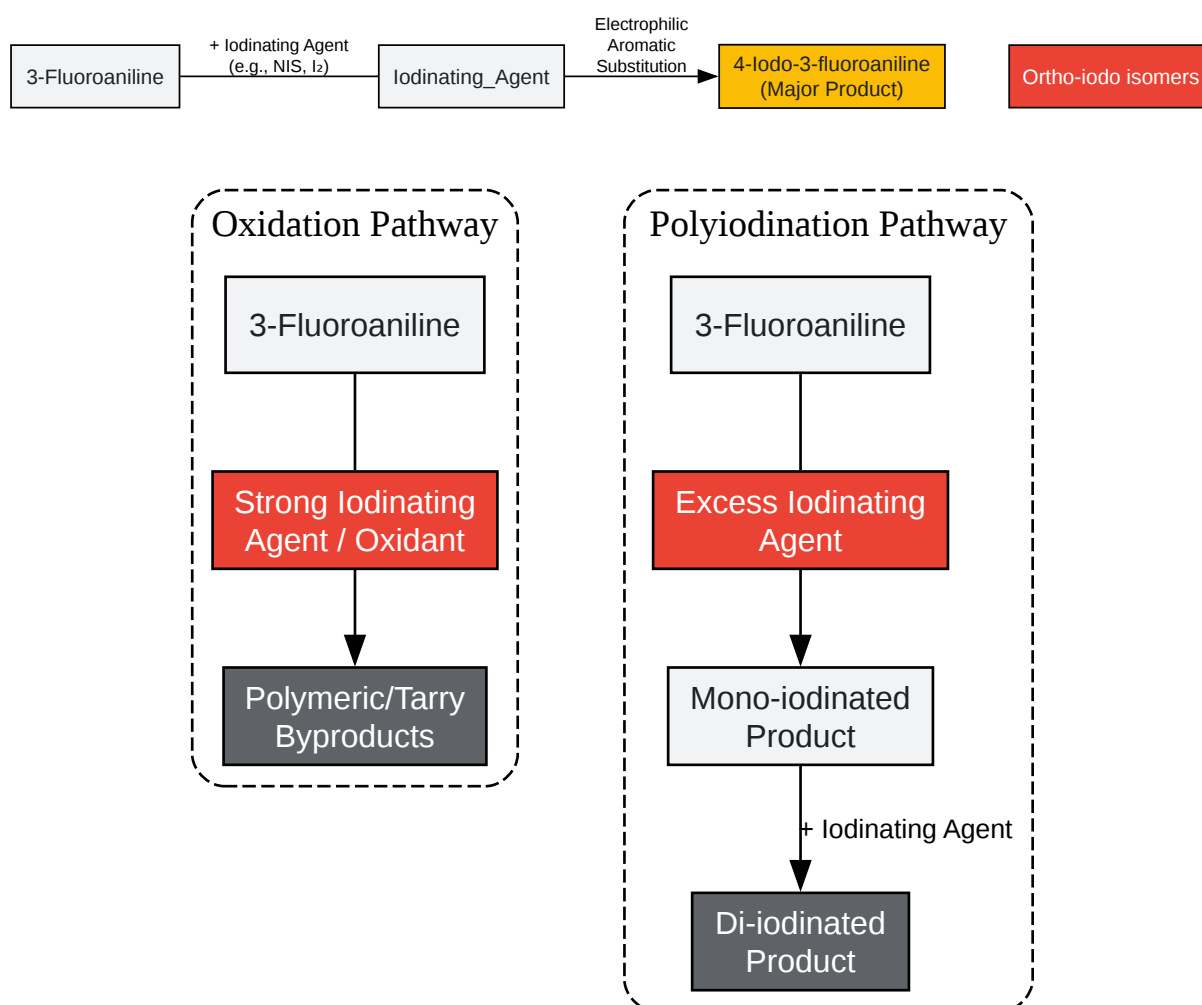 3-Fluoroaniline
+ Iodinating Agent
(e.g., NIS, I₂)
Iodinating_Agent
Electrophilic
Aromatic
Substitution
4-Iodo-3-fluoroaniline
(Major Product)
Ortho-iodo isomers
Oxidation Pathway
3-Fluoroaniline
Strong Iodinating
Agent / Oxidant
Polymeric/Tarry
Byproducts
Polyiodination Pathway
3-Fluoroaniline
Excess Iodinating
Agent
Mono-iodinated
Product
+ Iodinating Agent
Di-iodinated
Product